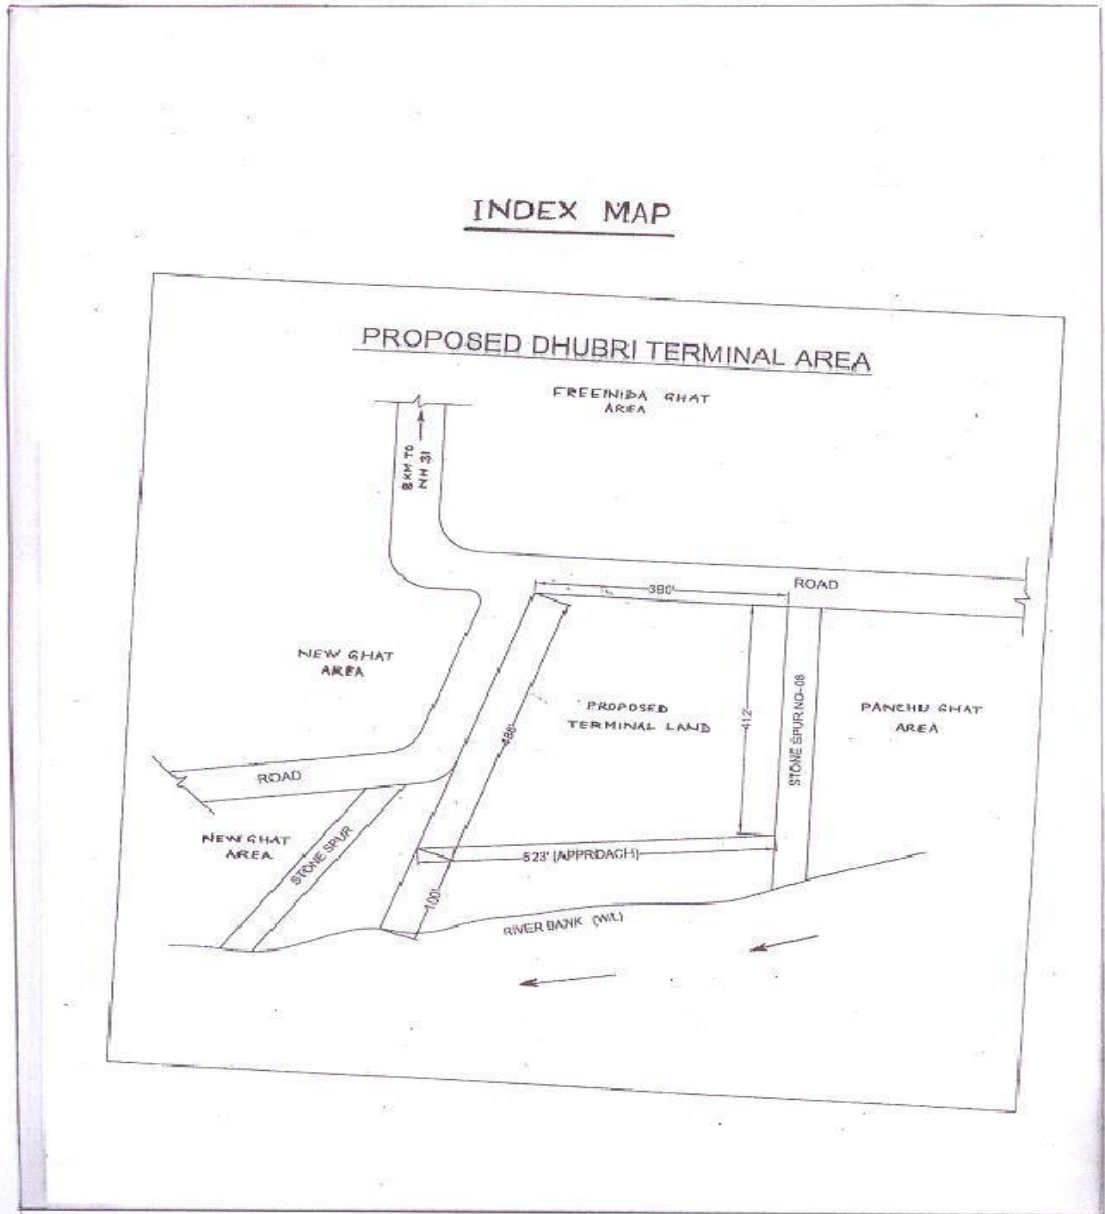 INDEX MAP
PROPOSED DHUBRI TERMINAL AREA
GHAT
AREA
8 KM TO
NH 31
ROAD
380'
NEW GHAT
AREA
PROPOSED
TERMINAL LAND
412'
STONE SPUR NO-08
PANCHU GHAT
AREA
ROAD
NEW GHAT
AREA
STONE SPUR
523' (APPROACH)
100'
RIVER BANK (W/L)